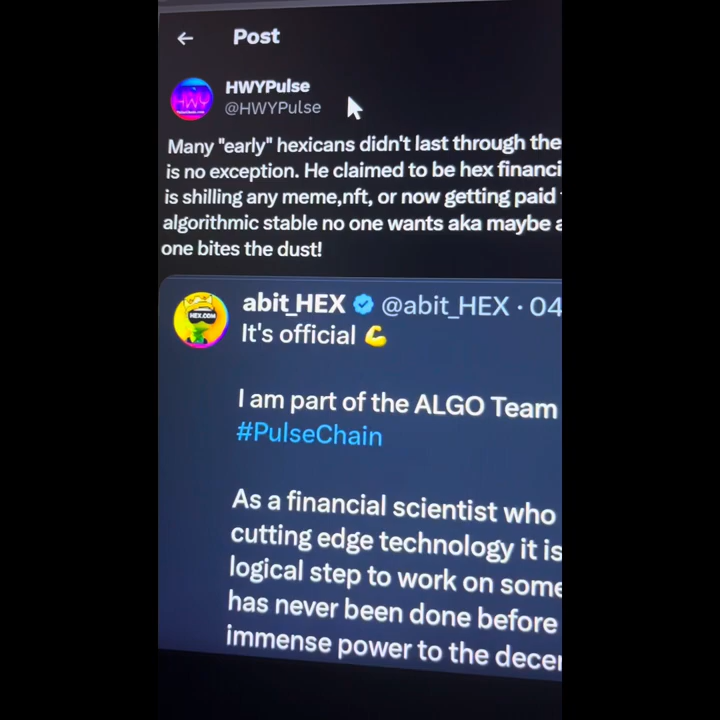 Post
HWYPulse
@HWYPulse
Many "early" hexicans didn't last through the
is no exception. He claimed to be hex financi
is shilling any meme,nft, or now getting paid
algorithmic stable no one wants aka maybe a
one bites the dust!
HEX.COM
abit_HEX @abit_HEX · 04
It's official 💪
I am part of the ALGO Team
#PulseChain
As a financial scientist who
cutting edge technology it is
logical step to work on some
has never been done before
immense power to the decen